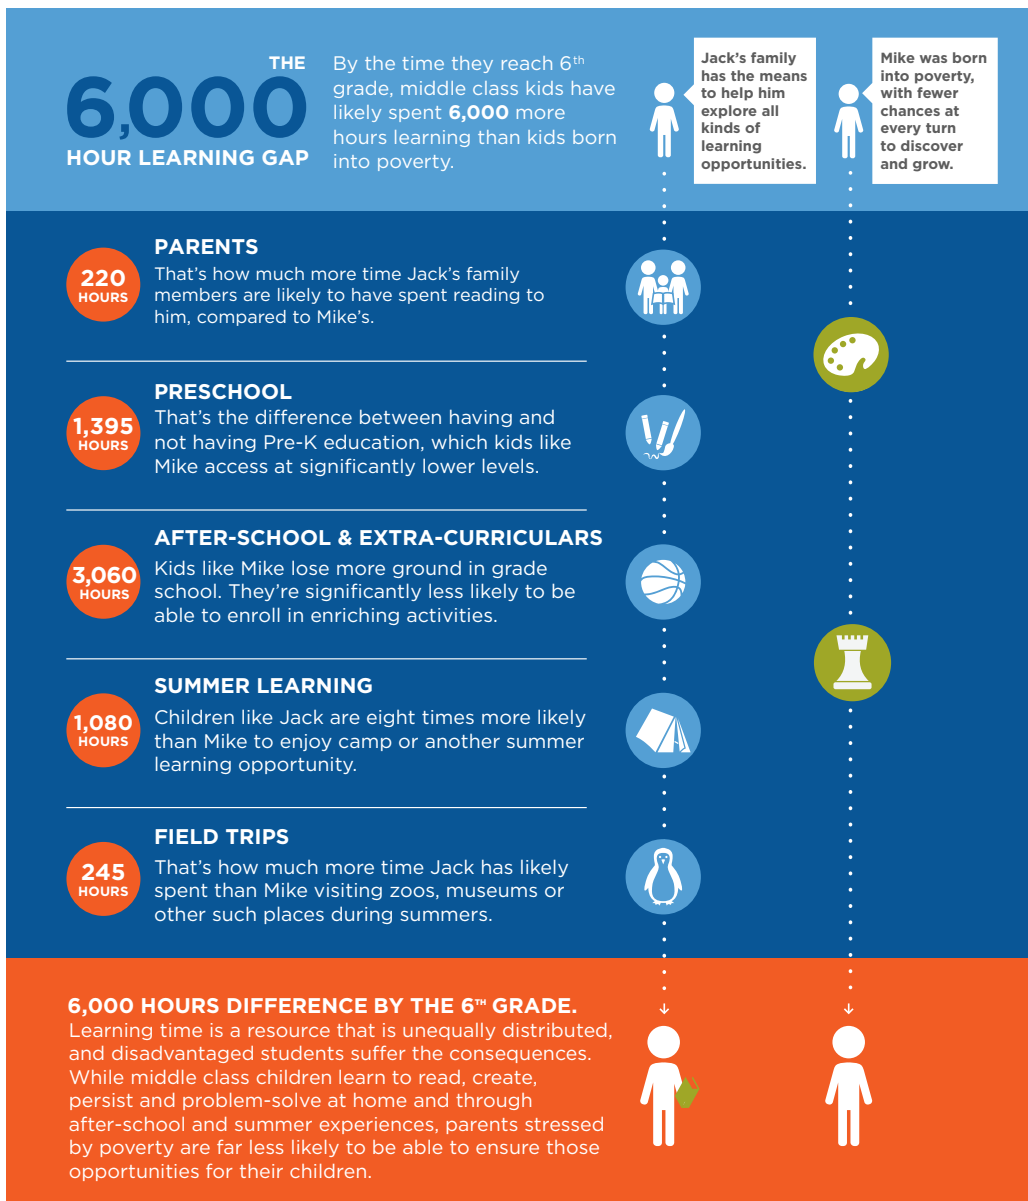 THE
6,000
HOUR LEARNING GAP
By the time they reach 6th
grade, middle class kids have
likely spent 6,000 more
hours learning than kids born
into poverty.
Jack's family
has the means
to help him
explore all
kinds of
learning
opportunities.
Mike was born
into poverty,
with fewer
chances at
every turn
to discover
and grow.
220
HOURS
PARENTS
That's how much more time Jack's family
members are likely to have spent reading to
him, compared to Mike's.
1,395
HOURS
PRESCHOOL
That's the difference between having and
not having Pre-K education, which kids like
Mike access at significantly lower levels.
3,060
HOURS
AFTER-SCHOOL & EXTRA-CURRICULARS
Kids like Mike lose more ground in grade
school. They're significantly less likely to be
able to enroll in enriching activities.
1,080
HOURS
SUMMER LEARNING
Children like Jack are eight times more likely
than Mike to enjoy camp or another summer
learning opportunity.
245
HOURS
FIELD TRIPS
That's how much more time Jack has likely
spent than Mike visiting zoos, museums or
other such places during summers.
6,000 HOURS DIFFERENCE BY THE 6TH GRADE.
Learning time is a resource that is unequally distributed,
and disadvantaged students suffer the consequences.
While middle class children learn to read, create,
persist and problem-solve at home and through
after-school and summer experiences, parents stressed
by poverty are far less likely to be able to ensure those
opportunities for their children.